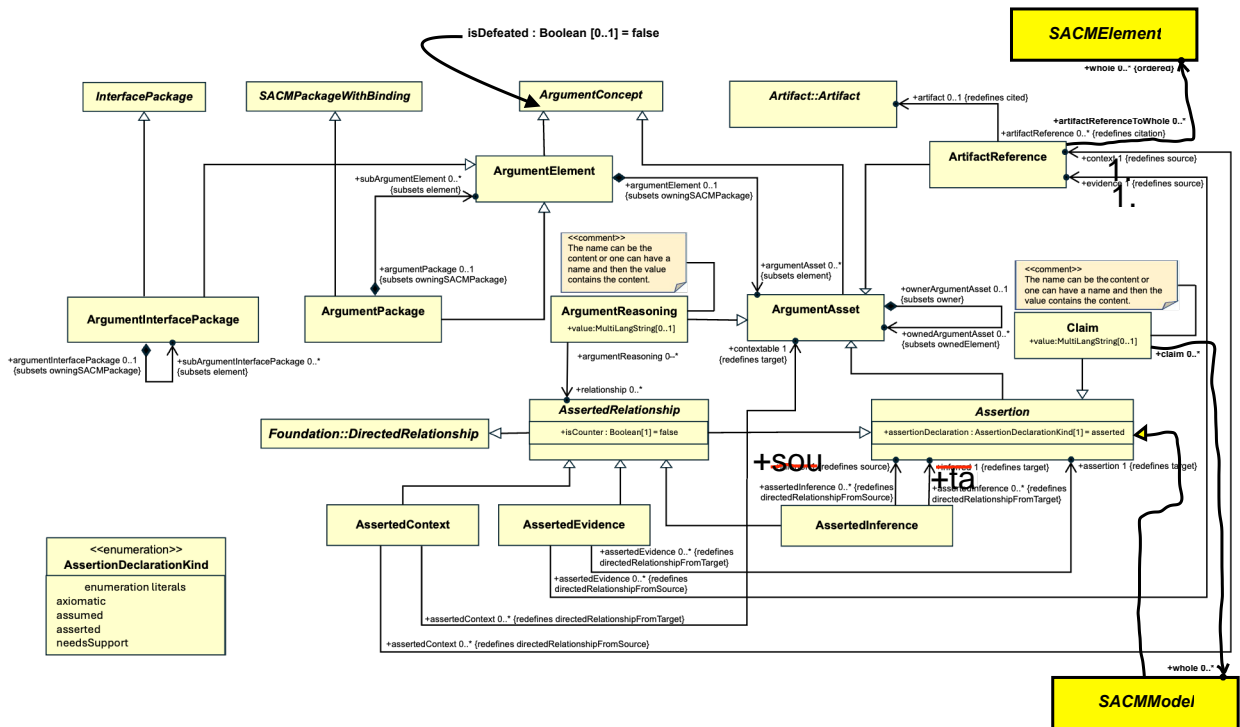 isDefeated : Boolean [0..1] = false
SACMElement
+whole 0..* {ordered}
InterfacePackage
SACMPackageWithBinding
ArgumentConcept
Artifact::Artifact
+artifact 0..1 {redefines cited}
+artifactReferenceToWhole 0..*
+artifactReference 0..* {redefines citation}
ArtifactReference
+context 1 {redefines source}
1.
+evidence 1 {redefines source}
1.
ArgumentElement
+subArgumentElement 0..*
{subsets element}
+argumentElement 0..1
{subsets owningSACMPackage}
<<comment>>
The name can be the
content or one can have a
name and then the value
contains the content.
+argumentPackage 0..1
{subsets owningSACMPackage}
+argumentAsset 0..*
{subsets element}
<<comment>>
The name can be the content or
one can have a name and then the
value contains the content.
ArgumentInterfacePackage
ArgumentPackage
ArgumentReasoning
+value:MultiLangString[0..1]
ArgumentAsset
+ownerArgumentAsset 0..1
{subsets owner}
+ownedArgumentAsset 0..*
{subsets ownedElement}
Claim
+value:MultiLangString[0..1]
+claim 0..*
+argumentInterfacePackage 0..1
{subsets owningSACMPackage}
+subArgumentInterfacePackage 0..*
{subsets element}
+argumentReasoning 0..*
+contextable 1
{redefines target}
+relationship 0..*
AssertedRelationship
+isCounter : Boolean[1] = false
Foundation::DirectedRelationship
Assertion
+assertionDeclaration : AssertionDeclarationKind[1] = asserted
+sou
{redefines source}
+inferred 1 {redefines target}
+ta
+assertion 1 {redefines target}
+assertedInference 0..* {redefines
directedRelationshipFromSource}
+assertedInference 0..* {redefines
directedRelationshipFromTarget}
AssertedContext
AssertedEvidence
AssertedInference
+assertedEvidence 0..* {redefines
directedRelationshipFromTarget}
+assertedEvidence 0..* {redefines
directedRelationshipFromSource}
+assertedContext 0..* {redefines directedRelationshipFromTarget}
+assertedContext 0..* {redefines directedRelationshipFromSource}
<<enumeration>>
AssertionDeclarationKind
enumeration literals
axiomatic
assumed
asserted
needsSupport
+whole 0..*
SACMModel